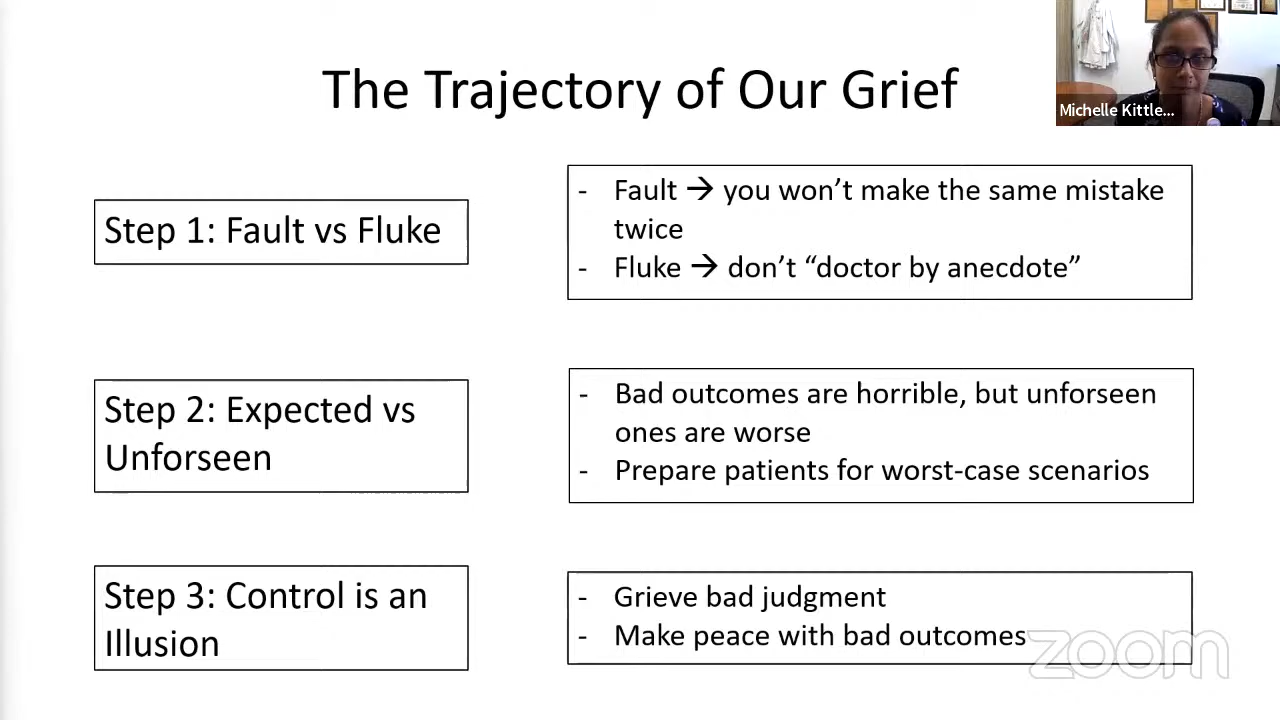 The Trajectory of Our Grief
Michelle Kittle...
Step 1: Fault vs Fluke
- Fault → you won’t make the same mistake
twice
- Fluke → don’t “doctor by anecdote”
Step 2: Expected vs
Unforseen
- Bad outcomes are horrible, but unforseen
ones are worse
- Prepare patients for worst-case scenarios
Step 3: Control is an
Illusion
- Grieve bad judgment
- Make peace with bad outcomes
zoom